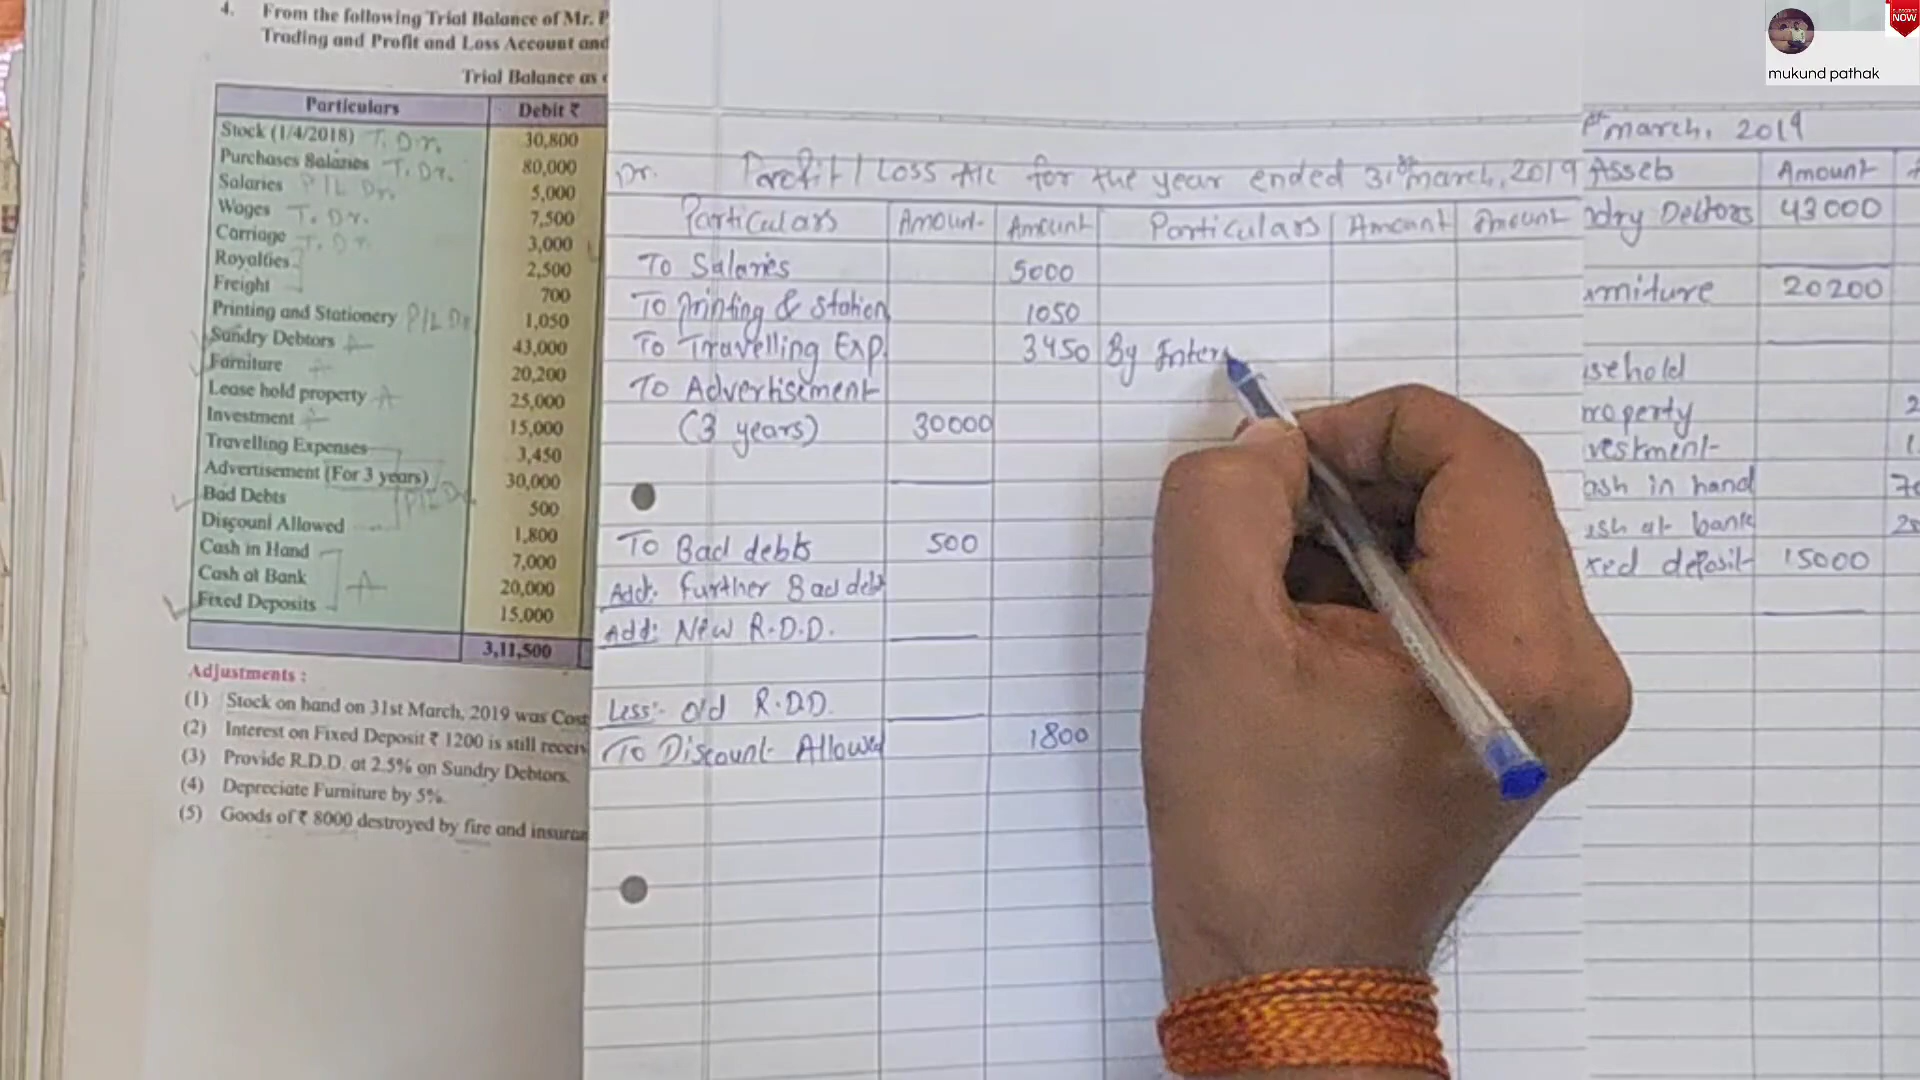 4. From the following Trial Balance of Mr. P
Trading and Profit and Loss Account and
Trial Balance as
Particulars Debit ₹
Stock (1/4/2018) T. Dr. 30,800
Purchases Salaries T. Dr. 80,000
Salaries P/L Dr. 5,000
Wages T. Dr. 7,500
Carriage T. Dr. 3,000
Royalties 2,500
Freight 700
Printing and Stationery P/L Dr. 1,050
Sundry Debtors A 43,000
Furniture A 20,200
Lease hold property A 25,000
Investment A 15,000
Travelling Expenses 3,450
Advertisement (For 3 years) 30,000
Bad Debts P/L Dr. 500
Discount Allowed 1,800
Cash in Hand 7,000
Cash at Bank A 20,000
Fixed Deposits 15,000
3,11,500
Adjustments :
(1) Stock on hand on 31st March, 2019 was Cost
(2) Interest on Fixed Deposit ₹ 1200 is still receiv
(3) Provide R.D.D. at 2.5% on Sundry Debtors.
(4) Depreciate Furniture by 5%.
(5) Goods of ₹ 8000 destroyed by fire and insuran
Dr. Profit / Loss A/c for the year ended 31st march, 2019
Particulars Amount Amount Particulars Amount Amount
To Salaries 5000
To Printing & Station 1050
To Travelling Exp. 3450 By Inter
To Advertisement
(3 years) 30000
To Bad debts 500
Add: Further Bad debt
Add: New R.D.D.
Less:- old R.D.D.
To Discount Allowed 1800
march, 2019
Assets Amount
ndry Debtors 43000
rniture 20200
sehold
roperty 2
vestment 1
ash in hand 70
ash at bank 20
xed deposit 15000
mukund pathak
SUBSCRIBE
NOW